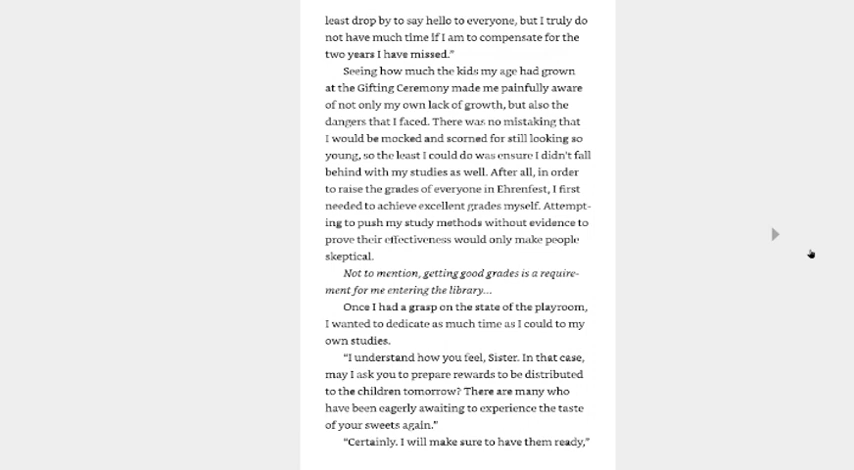 least drop by to say hello to everyone, but I truly do
not have much time if I am to compensate for the
two years I have missed.”
Seeing how much the kids my age had grown
at the Gifting Ceremony made me painfully aware
of not only my own lack of growth, but also the
dangers that I faced. There was no mistaking that
I would be mocked and scorned for still looking so
young, so the least I could do was ensure I didn't fall
behind with my studies as well. After all, in order
to raise the grades of everyone in Ehrenfest, I first
needed to achieve excellent grades myself. Attempt-
ing to push my study methods without evidence to
prove their effectiveness would only make people
skeptical.
Not to mention, getting good grades is a require-
ment for me entering the library...
Once I had a grasp on the state of the playroom,
I wanted to dedicate as much time as I could to my
own studies.
“I understand how you feel, Sister. In that case,
may I ask you to prepare rewards to be distributed
to the children tomorrow? There are many who
have been eagerly awaiting to experience the taste
of your sweets again.”
“Certainly. I will make sure to have them ready,”